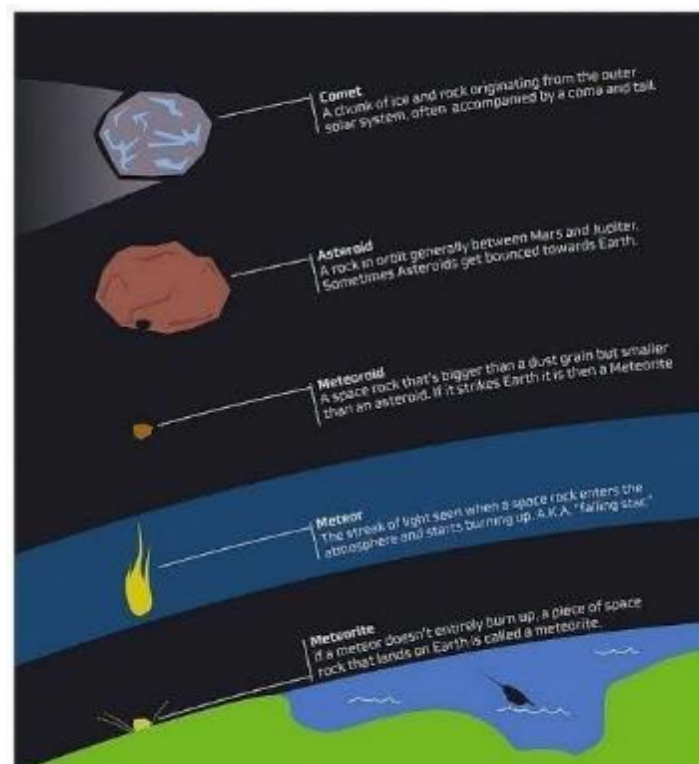 Comet
A chunk of ice and rock originating from the outer
solar system, often accompanied by a coma and tail.
Asteroid
A rock in orbit generally between Mars and Jupiter.
Sometimes Asteroids get bounced towards Earth.
Meteoroid
A space rock that's bigger than a dust grain but smaller
than an asteroid. If it strikes Earth it is then a Meteorite
Meteor
The streak of light seen when a space rock enters the
atmosphere and starts burning up. A.K.A. "falling star."
Meteorite
If a meteor doesn't entirely burn up, a piece of space
rock that lands on Earth is called a meteorite.